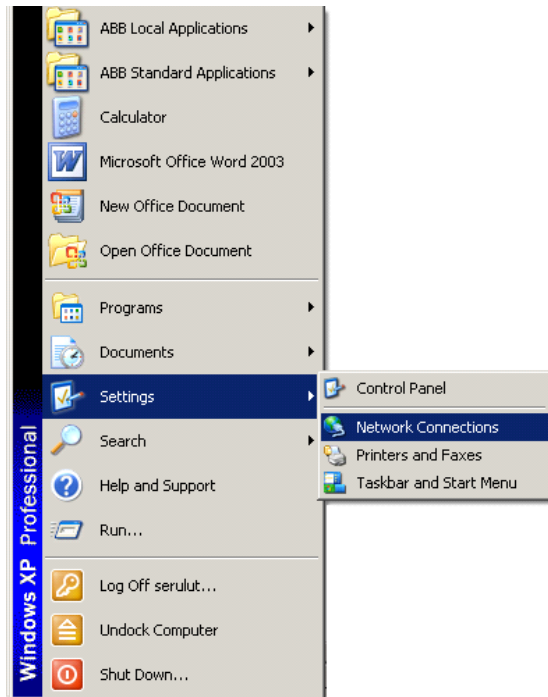 ABB Local Applications
ABB Standard Applications
Calculator
Microsoft Office Word 2003
New Office Document
Open Office Document
Programs
Documents
Settings
Search
Help and Support
Run...
Log Off serulut...
Undock Computer
Shut Down...
Control Panel
Network Connections
Printers and Faxes
Taskbar and Start Menu
Windows XP Professional